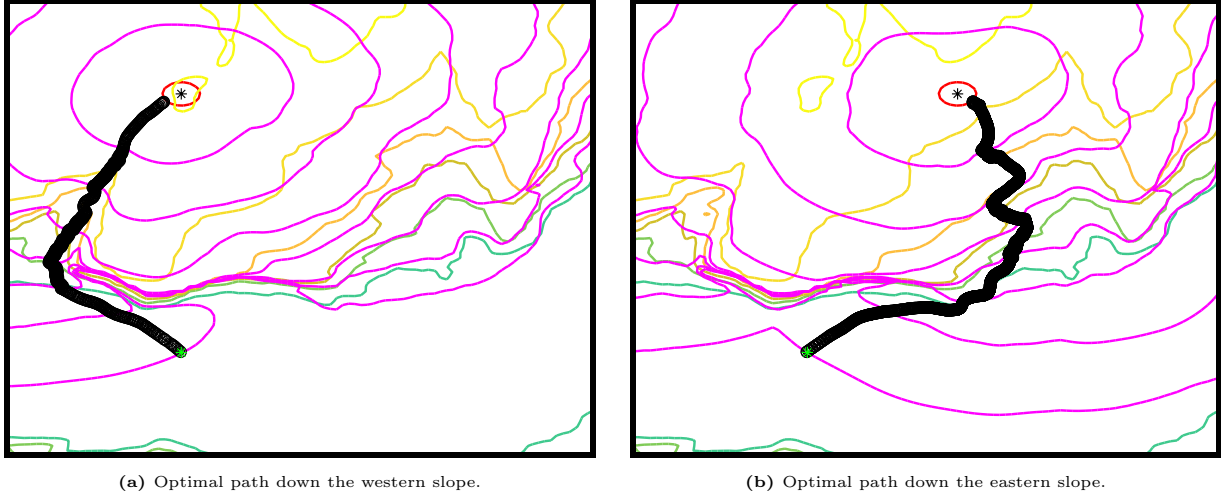 (a) Optimal path down the western slope.
(b) Optimal path down the eastern slope.